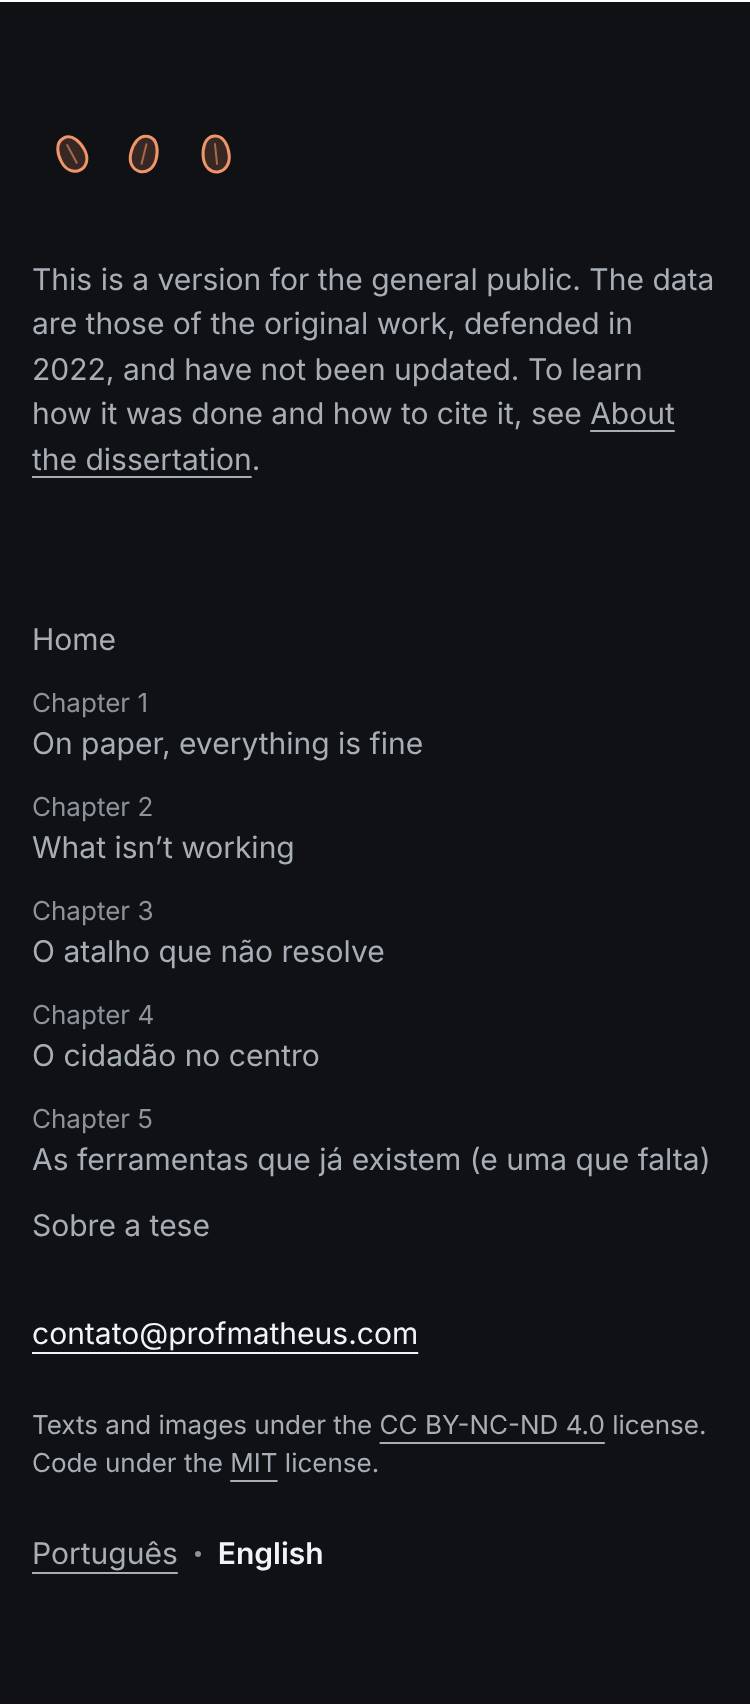 This is a version for the general public. The data
are those of the original work, defended in
2022, and have not been updated. To learn
how it was done and how to cite it, see About
the dissertation.
Home
Chapter 1
On paper, everything is fine
Chapter 2
What isn’t working
Chapter 3
O atalho que não resolve
Chapter 4
O cidadão no centro
Chapter 5
As ferramentas que já existem (e uma que falta)
Sobre a tese
contato@profmatheus.com
Texts and images under the CC BY-NC-ND 4.0 license.
Code under the MIT license.
Português • English